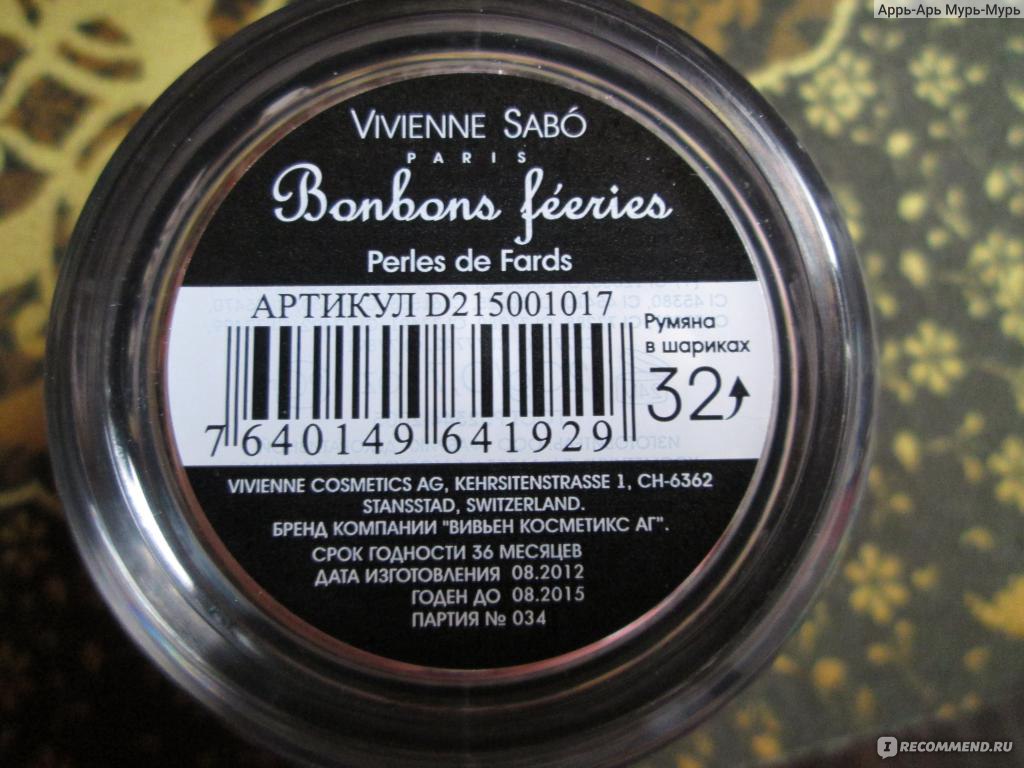 Аррь-Арь Мурь-Мурь
VIVIENNE SABÓ
PARIS
Bonbons féeries
Perles de Fards
АРТИКУЛ D215001017
Румяна
в шариках
32
7 640149 641929
VIVIENNE COSMETICS AG, KEHRSITENSTRASSE 1, CH-6362
STANSSTAD, SWITZERLAND.
БРЕНД КОМПАНИИ "ВИВЬЕН КОСМЕТИКС АГ".
СРОК ГОДНОСТИ 36 МЕСЯЦЕВ
ДАТА ИЗГОТОВЛЕНИЯ 08.2012
ГОДЕН ДО 08.2015
ПАРТИЯ № 034
IRECOMMEND.RU